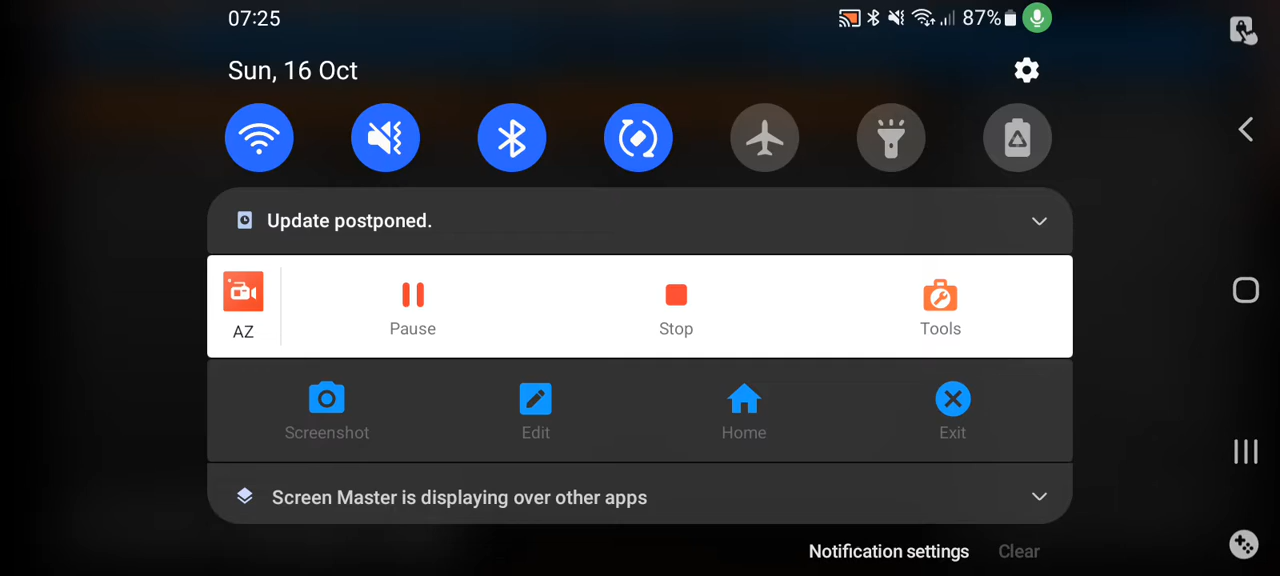 07:25
87%
Sun, 16 Oct
Update postponed.
AZ
Pause
Stop
Tools
Screenshot
Edit
Home
Exit
Screen Master is displaying over other apps
Notification settings
Clear